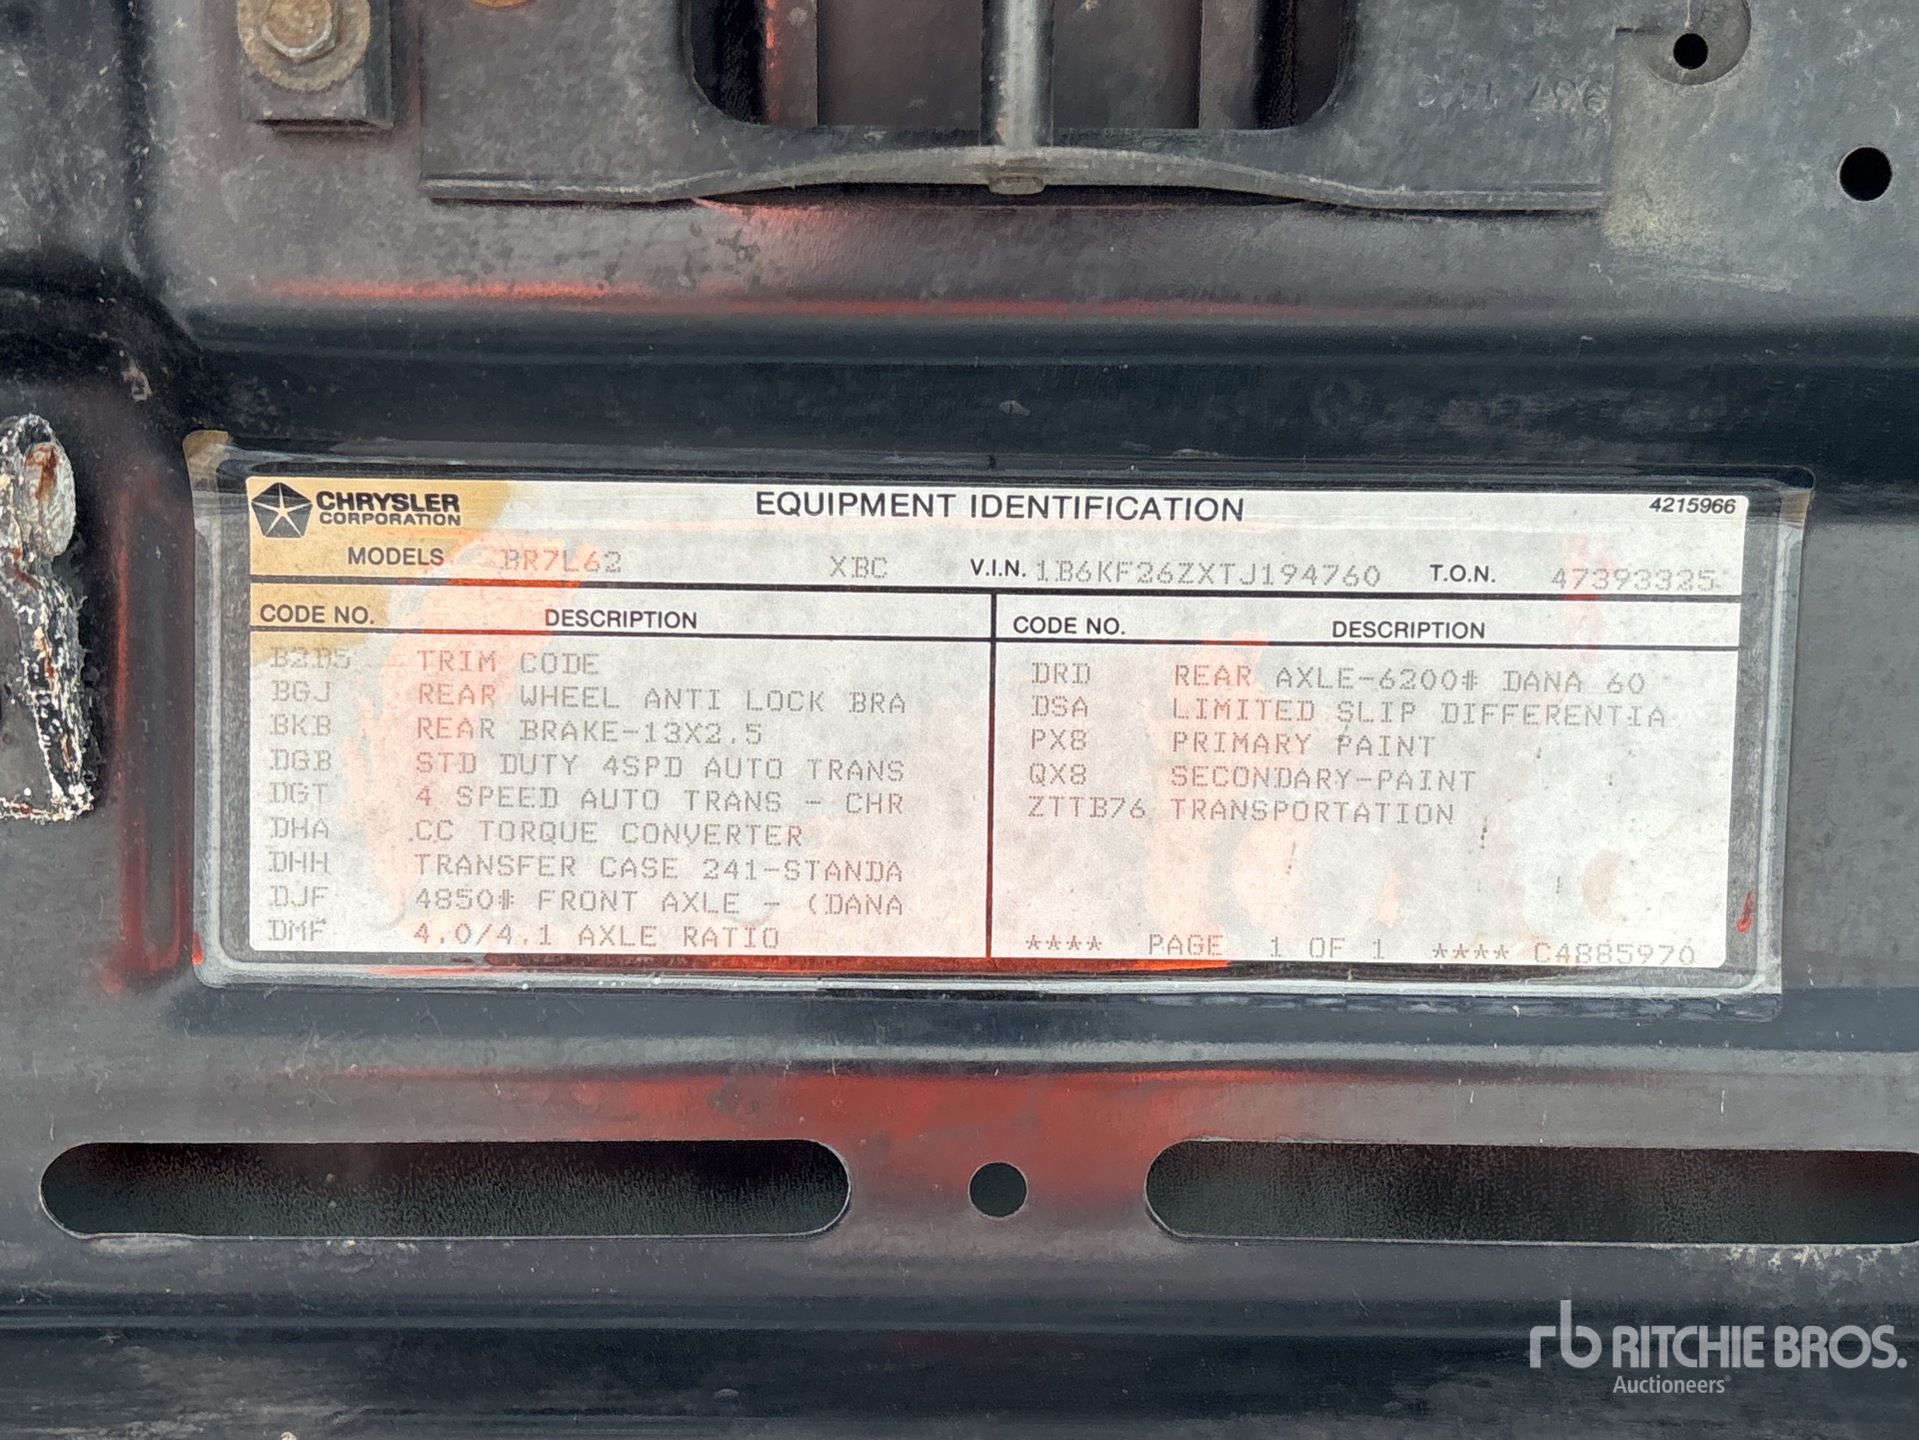 CHRYSLER
CORPORATION
EQUIPMENT IDENTIFICATION
4215966
MODELS BR7L62 XBC V.I.N. 1B6KF26ZXTJ194760 T.O.N. 47393325
CODE NO. DESCRIPTION
B2D5 TRIM CODE
BGJ REAR WHEEL ANTI LOCK BRA
BKB REAR BRAKE-13X2.5
DGB STD DUTY 4SPD AUTO TRANS
DGT 4 SPEED AUTO TRANS - CHR
DHA .CC TORQUE CONVERTER
DHH TRANSFER CASE 241-STANDA
DJF 4850# FRONT AXLE - (DANA
DMF 4.0/4.1 AXLE RATIO
CODE NO. DESCRIPTION
DRD REAR AXLE-6200# DANA 60
DSA LIMITED SLIP DIFFERENTIA
PX8 PRIMARY PAINT
QX8 SECONDARY-PAINT
ZTTB76 TRANSPORTATION
**** PAGE 1 OF 1 **** C4885970
rb RITCHIE BROS.
Auctioneers